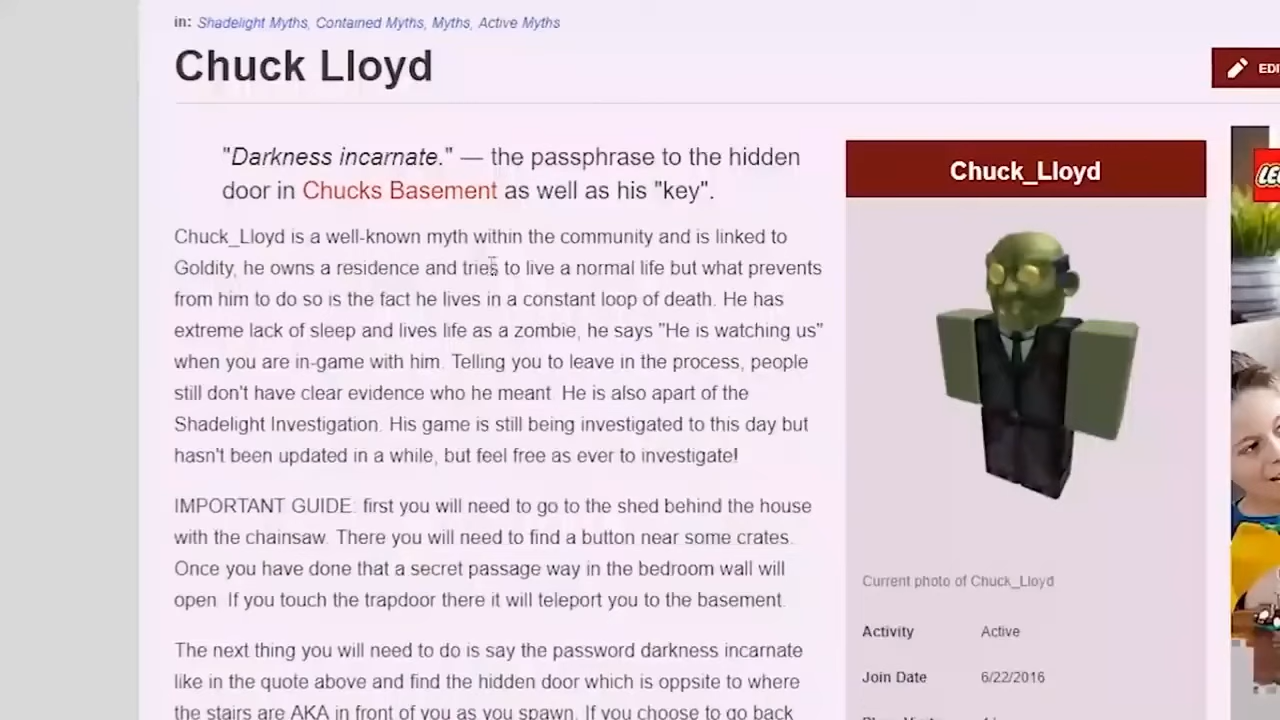 in: Shadelight Myths, Contained Myths, Myths, Active Myths
Chuck Lloyd
"Darkness incarnate." — the passphrase to the hidden
door in Chucks Basement as well as his "key".
Chuck_Lloyd is a well-known myth within the community and is linked to
Goldity, he owns a residence and tries to live a normal life but what prevents
from him to do so is the fact he lives in a constant loop of death. He has
extreme lack of sleep and lives life as a zombie, he says "He is watching us"
when you are in-game with him. Telling you to leave in the process, people
still don't have clear evidence who he meant. He is also apart of the
Shadelight Investigation. His game is still being investigated to this day but
hasn't been updated in a while, but feel free as ever to investigate!
IMPORTANT GUIDE: first you will need to go to the shed behind the house
with the chainsaw. There you will need to find a button near some crates.
Once you have done that a secret passage way in the bedroom wall will
open. If you touch the trapdoor there it will teleport you to the basement.
The next thing you will need to do is say the password darkness incarnate
like in the quote above and find the hidden door which is oppsite to where
the stairs are AKA in front of you as you spawn. If you choose to go back
Chuck_Lloyd
Current photo of Chuck_Lloyd
Activity Active
Join Date 6/22/2016